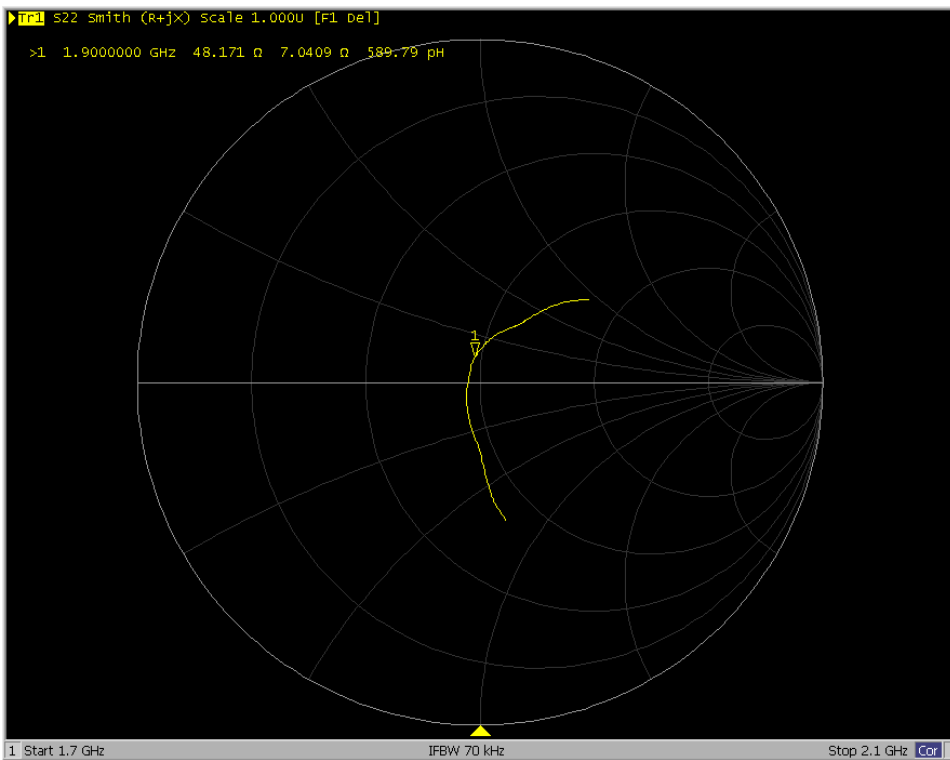 Tr1 S22 Smith (R+jX) Scale 1.000U [F1 Del]
>1 1.9000000 GHz 48.171 Ω 7.0409 Ω 589.79 pH
1
1 Start 1.7 GHz IFBW 70 kHz Stop 2.1 GHz Cor